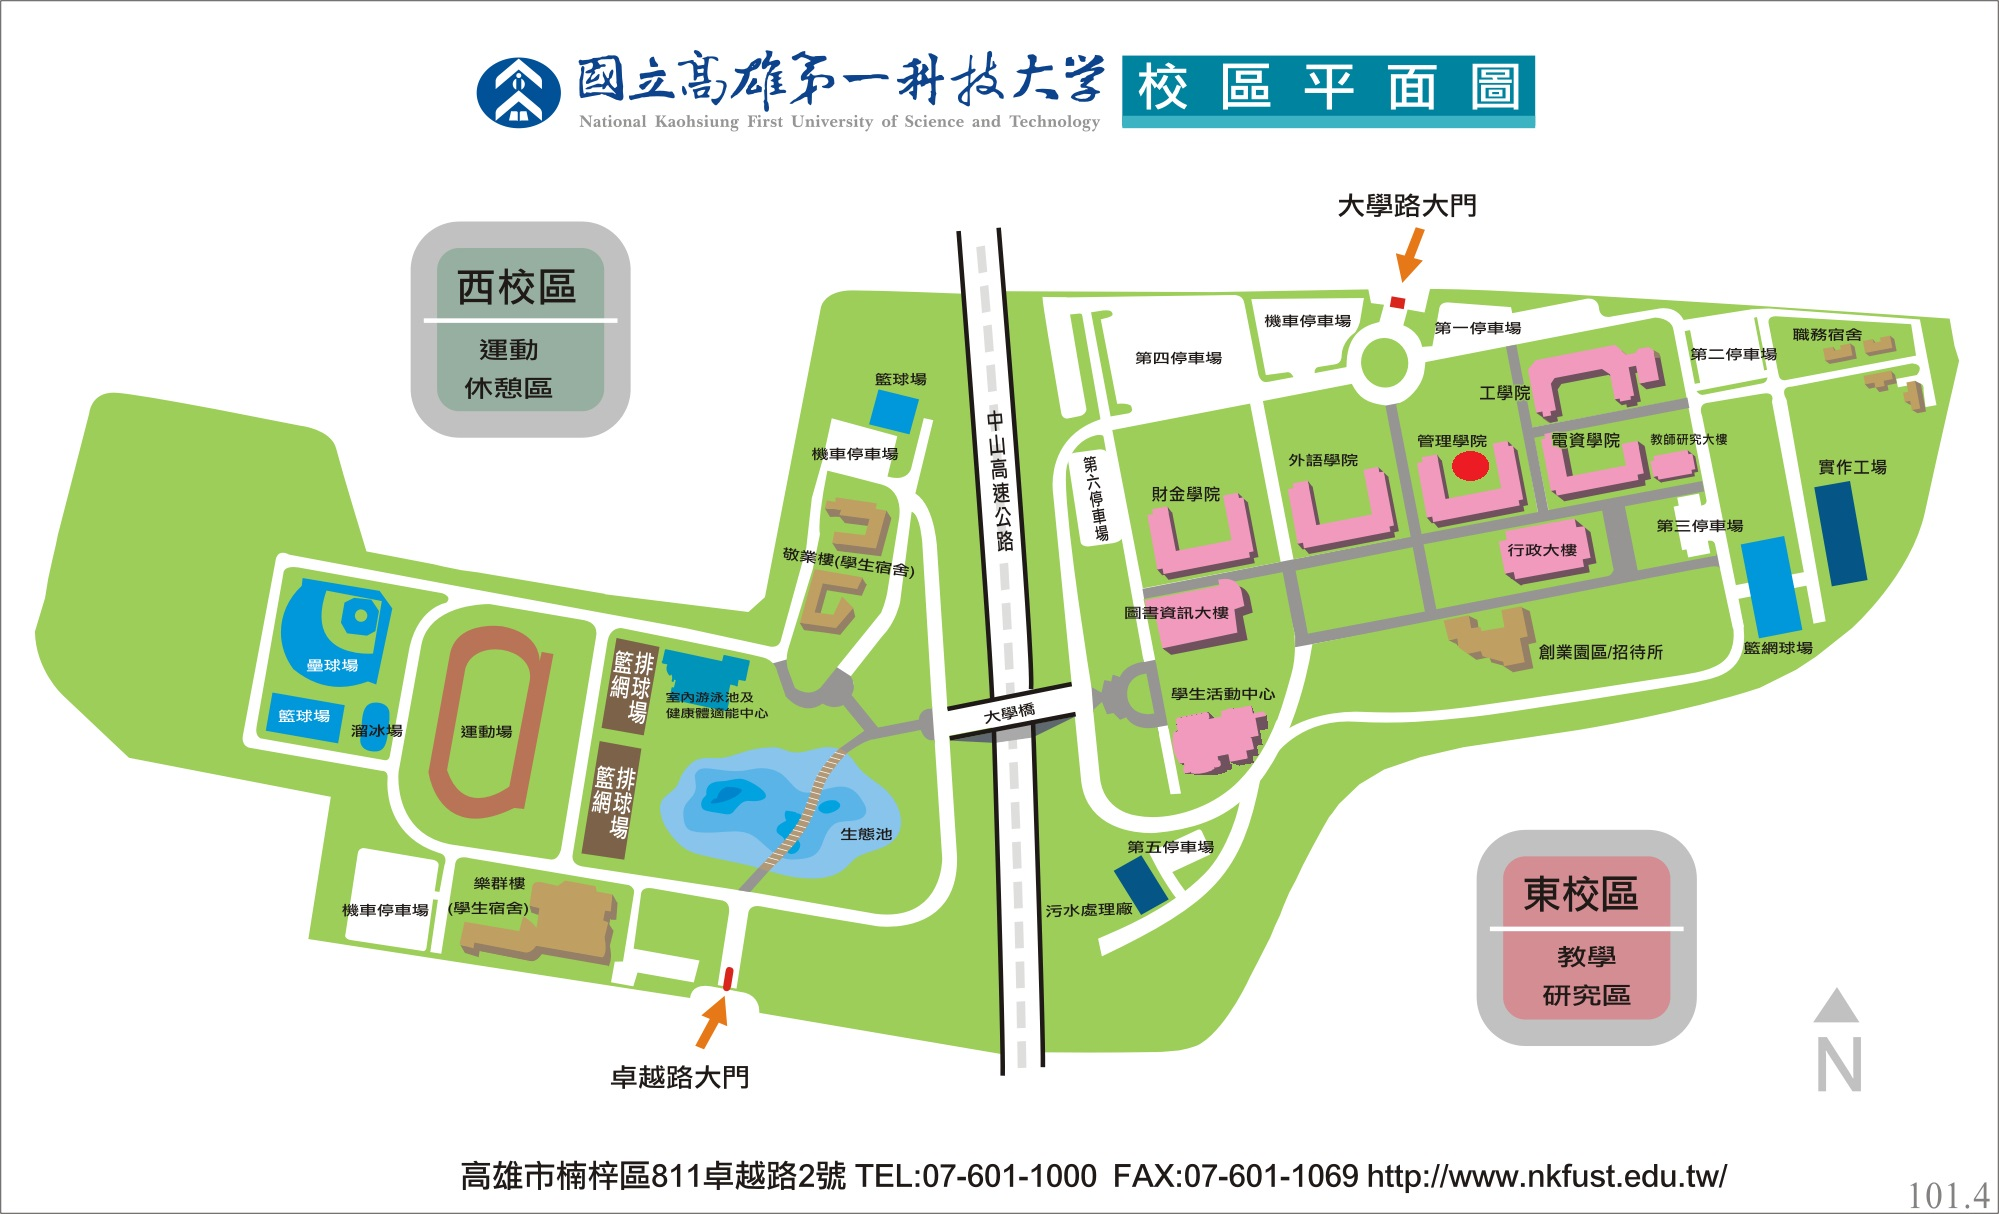 國立高雄第一科技大学
National Kaohsiung First University of Science and Technology
校區平面圖
大學路大門
西校區
運動
休憩區
機車停車場
第一停車場
第四停車場
第二停車場
職務宿舍
籃球場
工學院
中山高速公路
機車停車場
管理學院
電資學院
教師研究大樓
外語學院
第六停車場
財金學院
實作工場
第三停車場
行政大樓
敬業樓(學生宿舍)
圖書資訊大樓
創業園區/招待所
籃網球場
壘球場
籃球場
溜冰場
運動場
排球場
籃網
室內游泳池及
健康體適能中心
學生活動中心
大學橋
排球場
籃網
生態池
第五停車場
污水處理廠
樂群樓
(學生宿舍)
機車停車場
東校區
教學
研究區
卓越路大門
N
高雄市楠梓區811卓越路2號 TEL:07-601-1000 FAX:07-601-1069 http://www.nkfust.edu.tw/
101.4